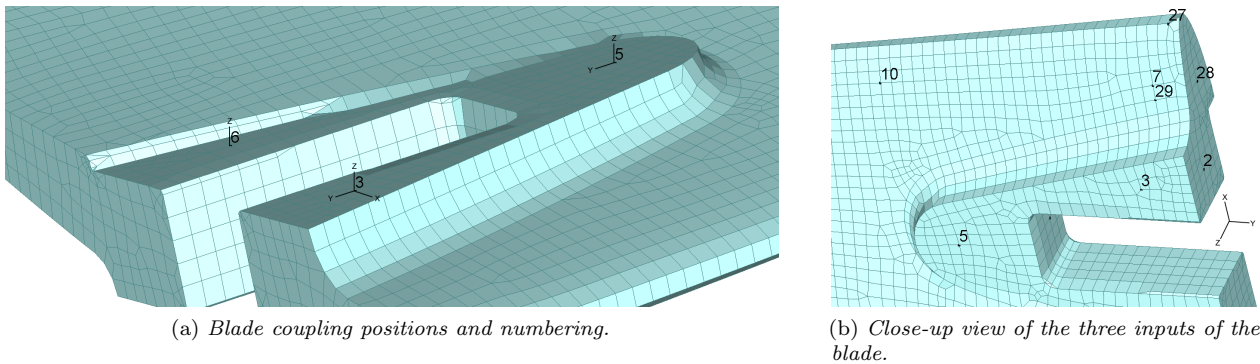 Z
5
Y
Z
6
Z
3
Y
X
27
10
7
28
29
2
3
X
5
Y
Z
(a) Blade coupling positions and numbering.
(b) Close-up view of the three inputs of the
blade.